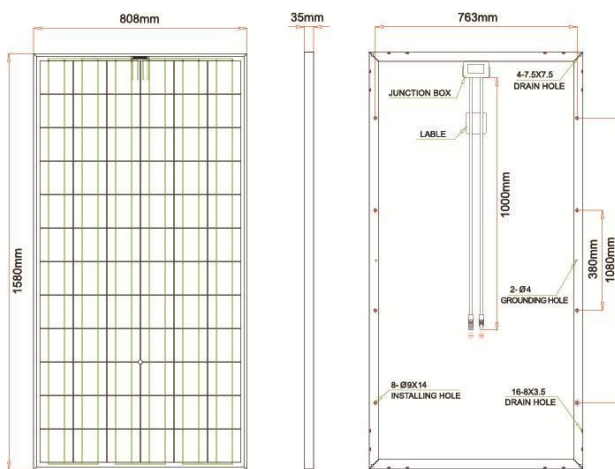 808mm
35mm
763mm
4-7.5X7.5
DRAIN HOLE
JUNCTION BOX
LABLE
1580mm
1000mm
380mm
1080mm
2- Ø4
GROUNDING HOLE
8- Ø9X14
INSTALLING HOLE
16-8X3.5
DRAIN HOLE